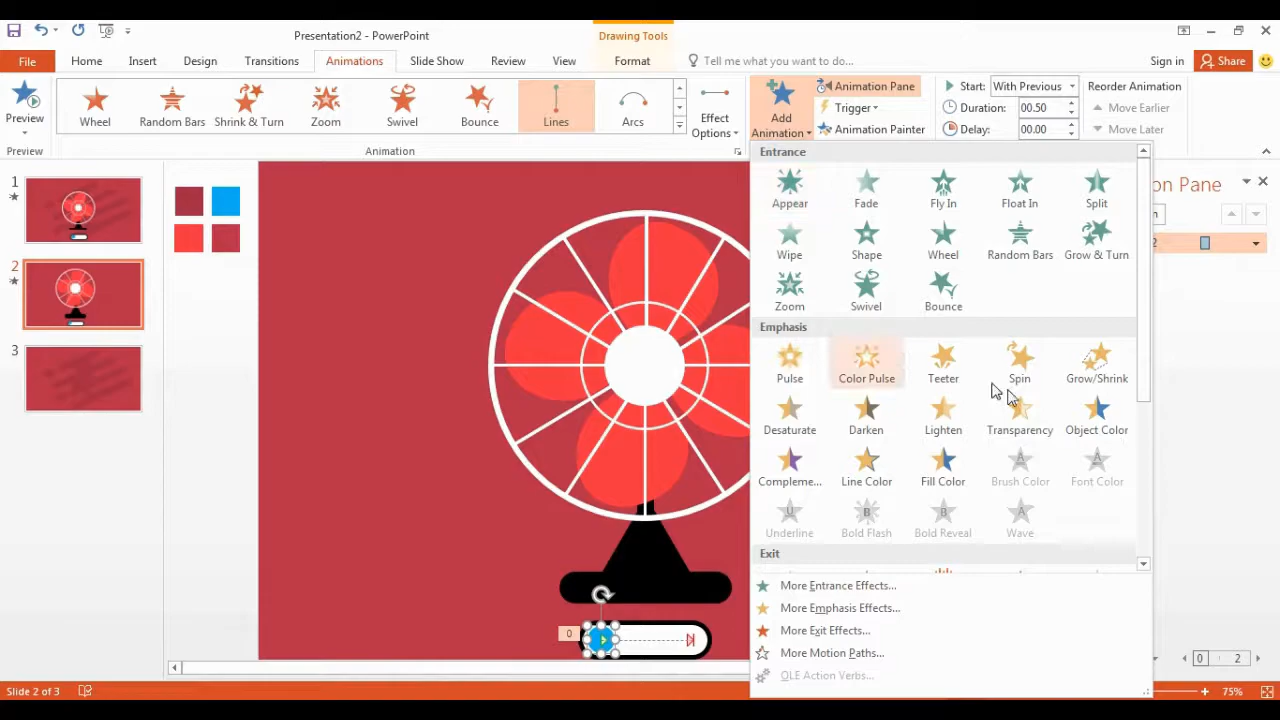 Presentation2 - PowerPoint
Drawing Tools
File
Home
Insert
Design
Transitions
Animations
Slide Show
Review
View
Format
Tell me what you want to do...
Sign in
Share
Preview
Preview
Wheel
Random Bars
Shrink & Turn
Zoom
Swivel
Bounce
Lines
Arcs
Animation
Effect
Options
Add
Animation
Animation Pane
Trigger
Animation Painter
Start: With Previous
Duration: 00.50
Delay: 00.00
Reorder Animation
Move Earlier
Move Later
1
2
3
Entrance
Appear
Fade
Fly In
Float In
Split
Wipe
Shape
Wheel
Random Bars
Grow & Turn
Zoom
Swivel
Bounce
Emphasis
Pulse
Color Pulse
Teeter
Spin
Grow/Shrink
Desaturate
Darken
Lighten
Transparency
Object Color
Compleme...
Line Color
Fill Color
Brush Color
Font Color
Underline
Bold Flash
Bold Reveal
Wave
Exit
More Entrance Effects...
More Emphasis Effects...
More Exit Effects...
More Motion Paths...
OLE Action Verbs...
on Pane
2
0
0
2
Slide 2 of 3
75%